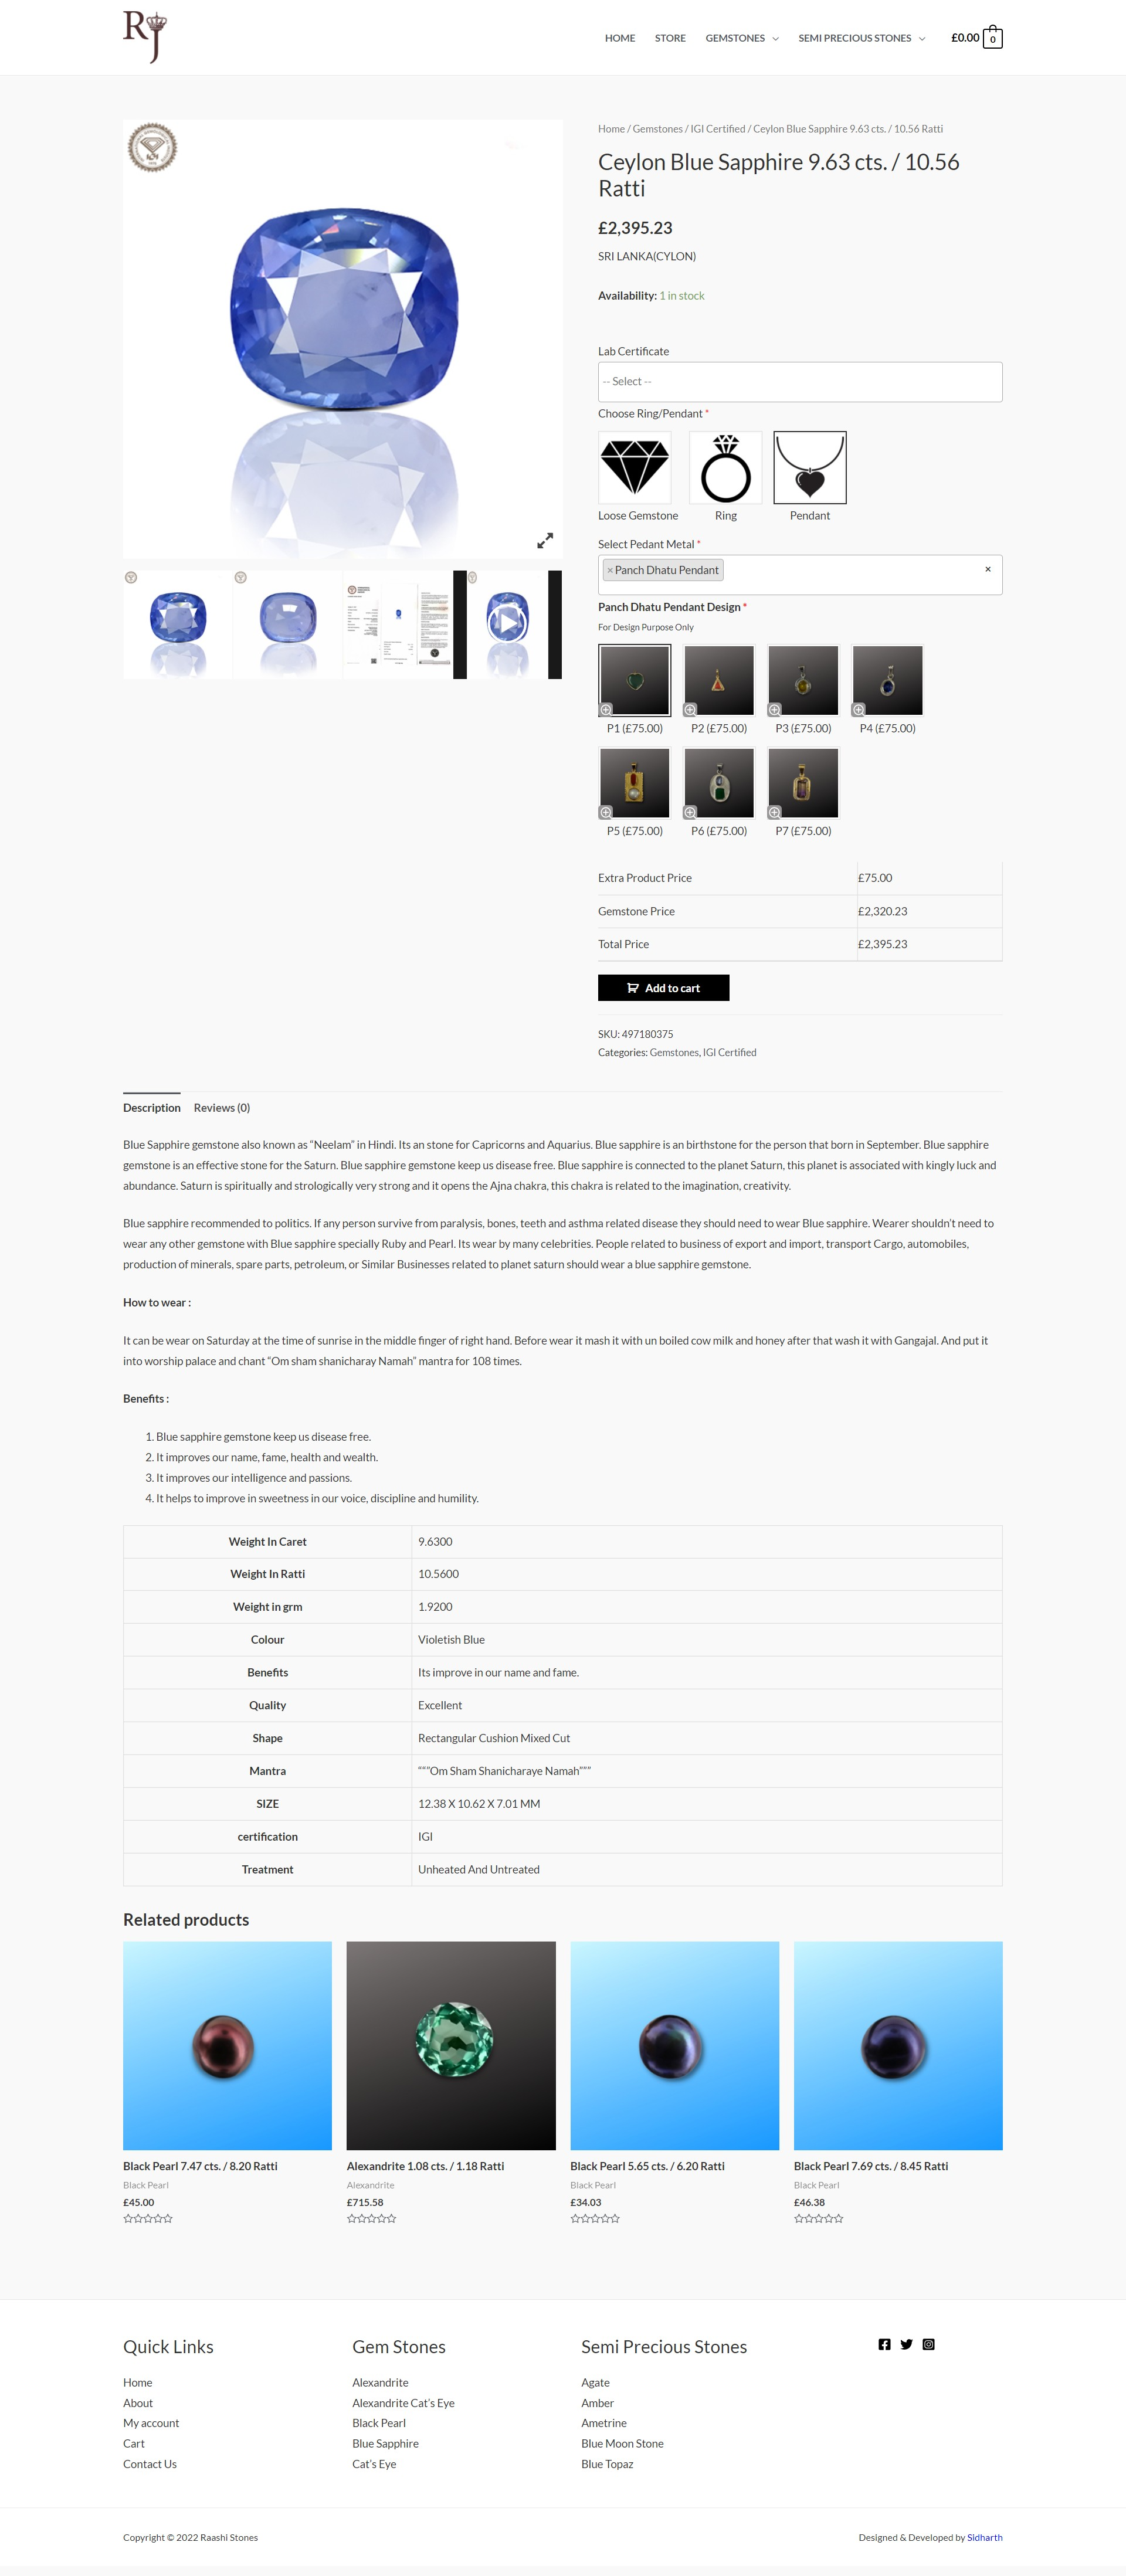 RJ
HOME
STORE
GEMSTONES
SEMI PRECIOUS STONES
£0.00
0
Home / Gemstones / IGI Certified / Ceylon Blue Sapphire 9.63 cts. / 10.56 Ratti
Ceylon Blue Sapphire 9.63 cts. / 10.56
Ratti
£2,395.23
SRI LANKA(CYLON)
Availability: 1 in stock
Lab Certificate
-- Select --
Choose Ring/Pendant *
Loose Gemstone
Ring
Pendant
Select Pedant Metal *
× Panch Dhatu Pendant
×
Panch Dhatu Pendant Design *
For Design Purpose Only
P1 (£75.00)
P2 (£75.00)
P3 (£75.00)
P4 (£75.00)
P5 (£75.00)
P6 (£75.00)
P7 (£75.00)
Extra Product Price
£75.00
Gemstone Price
£2,320.23
Total Price
£2,395.23
Add to cart
SKU: 497180375
Categories: Gemstones, IGI Certified
Description
Reviews (0)
Blue Sapphire gemstone also known as “Neelam” in Hindi. Its an stone for Capricorns and Aquarius. Blue sapphire is an birthstone for the person that born in September. Blue sapphire
gemstone is an effective stone for the Saturn. Blue sapphire gemstone keep us disease free. Blue sapphire is connected to the planet Saturn, this planet is associated with kingly luck and
abundance. Saturn is spiritually and strologically very strong and it opens the Ajna chakra, this chakra is related to the imagination, creativity.
Blue sapphire recommended to politics. If any person survive from paralysis, bones, teeth and asthma related disease they should need to wear Blue sapphire. Wearer shouldn’t need to
wear any other gemstone with Blue sapphire specially Ruby and Pearl. Its wear by many celebrities. People related to business of export and import, transport Cargo, automobiles,
production of minerals, spare parts, petroleum, or Similar Businesses related to planet saturn should wear a blue sapphire gemstone.
How to wear :
It can be wear on Saturday at the time of sunrise in the middle finger of right hand. Before wear it mash it with un boiled cow milk and honey after that wash it with Gangajal. And put it
into worship palace and chant “Om sham shanicharay Namah” mantra for 108 times.
Benefits :
1. Blue sapphire gemstone keep us disease free.
2. It improves our name, fame, health and wealth.
3. It improves our intelligence and passions.
4. It helps to improve in sweetness in our voice, discipline and humility.
Weight In Caret
9.6300
Weight In Ratti
10.5600
Weight in grm
1.9200
Colour
Violetish Blue
Benefits
Its improve in our name and fame.
Quality
Excellent
Shape
Rectangular Cushion Mixed Cut
Mantra
“““Om Sham Shanicharaye Namah”””
SIZE
12.38 X 10.62 X 7.01 MM
certification
IGI
Treatment
Unheated And Untreated
Related products
Black Pearl 7.47 cts. / 8.20 Ratti
Black Pearl
£45.00
Alexandrite 1.08 cts. / 1.18 Ratti
Alexandrite
£715.58
Black Pearl 5.65 cts. / 6.20 Ratti
Black Pearl
£34.03
Black Pearl 7.69 cts. / 8.45 Ratti
Black Pearl
£46.38
Quick Links
Home
About
My account
Cart
Contact Us
Gem Stones
Alexandrite
Alexandrite Cat’s Eye
Black Pearl
Blue Sapphire
Cat’s Eye
Semi Precious Stones
Agate
Amber
Ametrine
Blue Moon Stone
Blue Topaz
Copyright © 2022 Raashi Stones
Designed & Developed by Sidharth